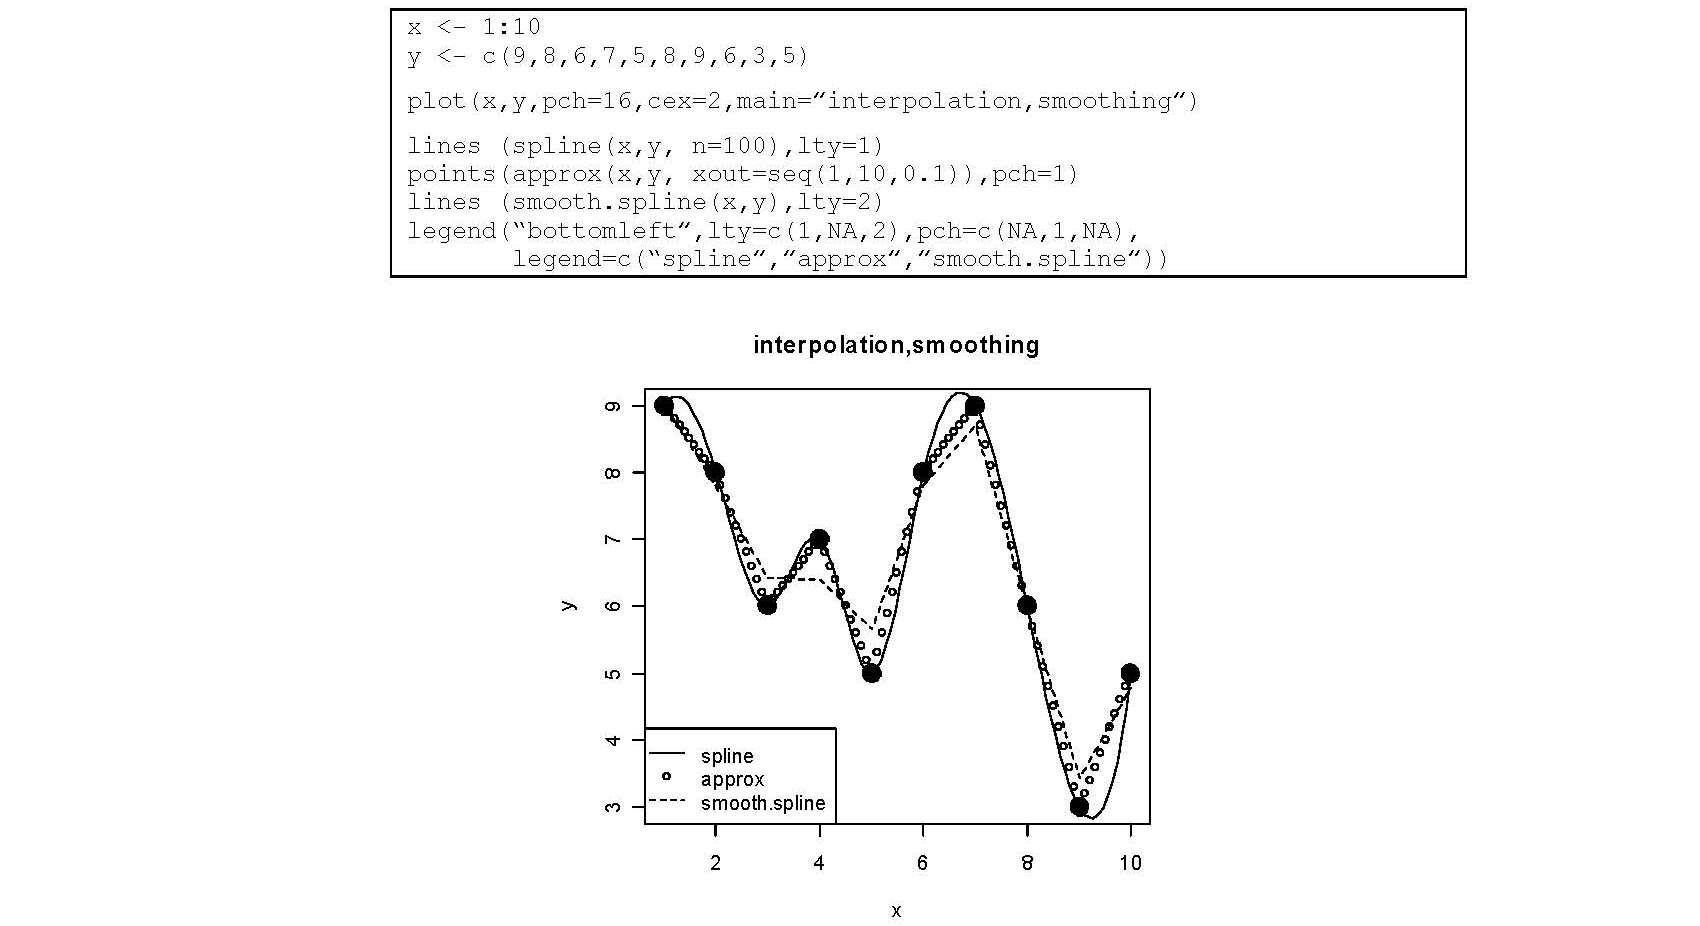 x <- 1:10
y <- c(9,8,6,7,5,8,9,6,3,5)
plot(x,y,pch=16,cex=2,main=”interpolation,smoothing”)
lines (spline(x,y, n=100),lty=1)
points(approx(x,y, xout=seq(1,10,0.1)),pch=1)
lines (smooth.spline(x,y),lty=2)
legend(“bottomleft”,lty=c(1,NA,2),pch=c(NA,1,NA),
legend=c(“spline”,”approx”,”smooth.spline”))
interpolation,smoothing
9
8
7
6
5
4
3
y
spline
approx
smooth.spline
2 4 6 8 10
x